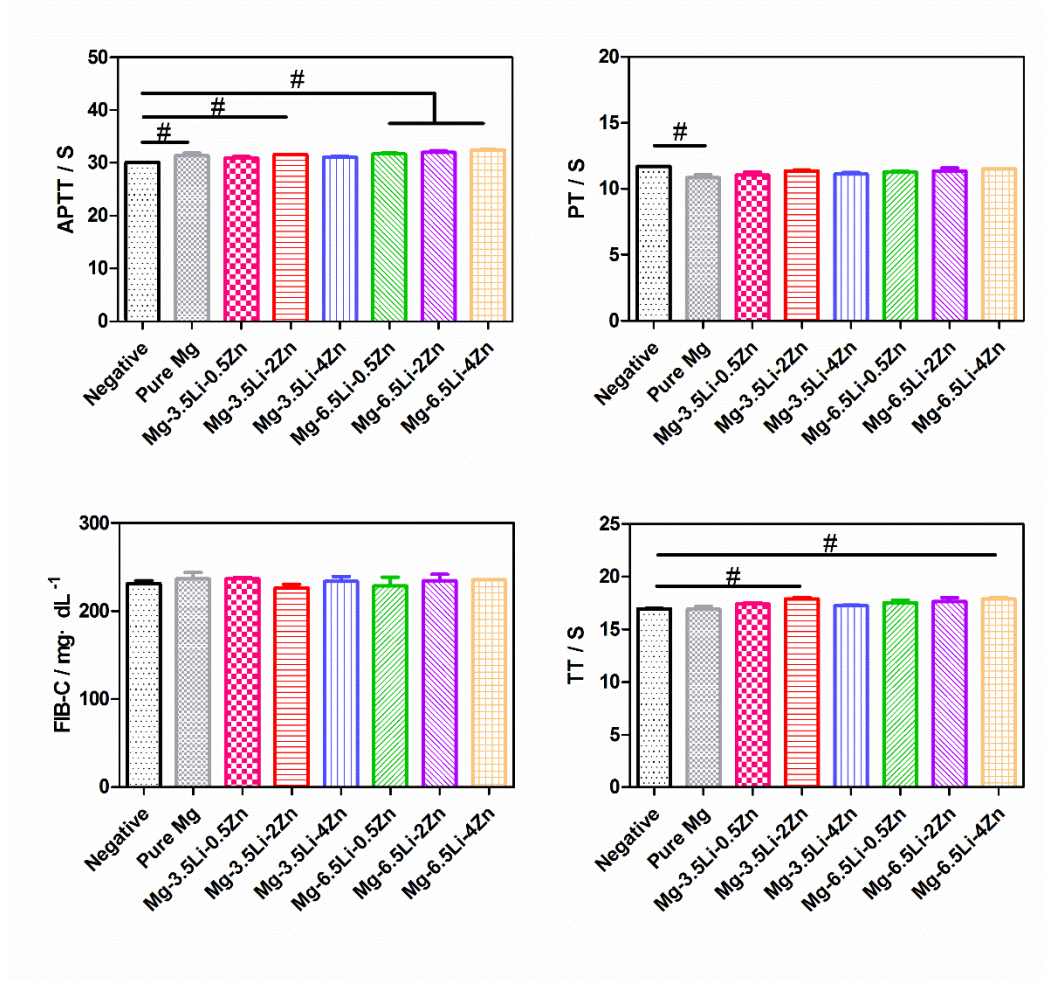 50
40
30
20
10
0
APTT / S
#
#
#
Negative
Pure Mg
Mg-3.5Li-0.5Zn
Mg-3.5Li-2Zn
Mg-3.5Li-4Zn
Mg-6.5Li-0.5Zn
Mg-6.5Li-2Zn
Mg-6.5Li-4Zn
20
15
10
5
0
PT / S
#
Negative
Pure Mg
Mg-3.5Li-0.5Zn
Mg-3.5Li-2Zn
Mg-3.5Li-4Zn
Mg-6.5Li-0.5Zn
Mg-6.5Li-2Zn
Mg-6.5Li-4Zn
300
200
100
0
FIB-C / mg· dL⁻¹
Negative
Pure Mg
Mg-3.5Li-0.5Zn
Mg-3.5Li-2Zn
Mg-3.5Li-4Zn
Mg-6.5Li-0.5Zn
Mg-6.5Li-2Zn
Mg-6.5Li-4Zn
25
20
15
10
5
0
TT / S
#
#
Negative
Pure Mg
Mg-3.5Li-0.5Zn
Mg-3.5Li-2Zn
Mg-3.5Li-4Zn
Mg-6.5Li-0.5Zn
Mg-6.5Li-2Zn
Mg-6.5Li-4Zn